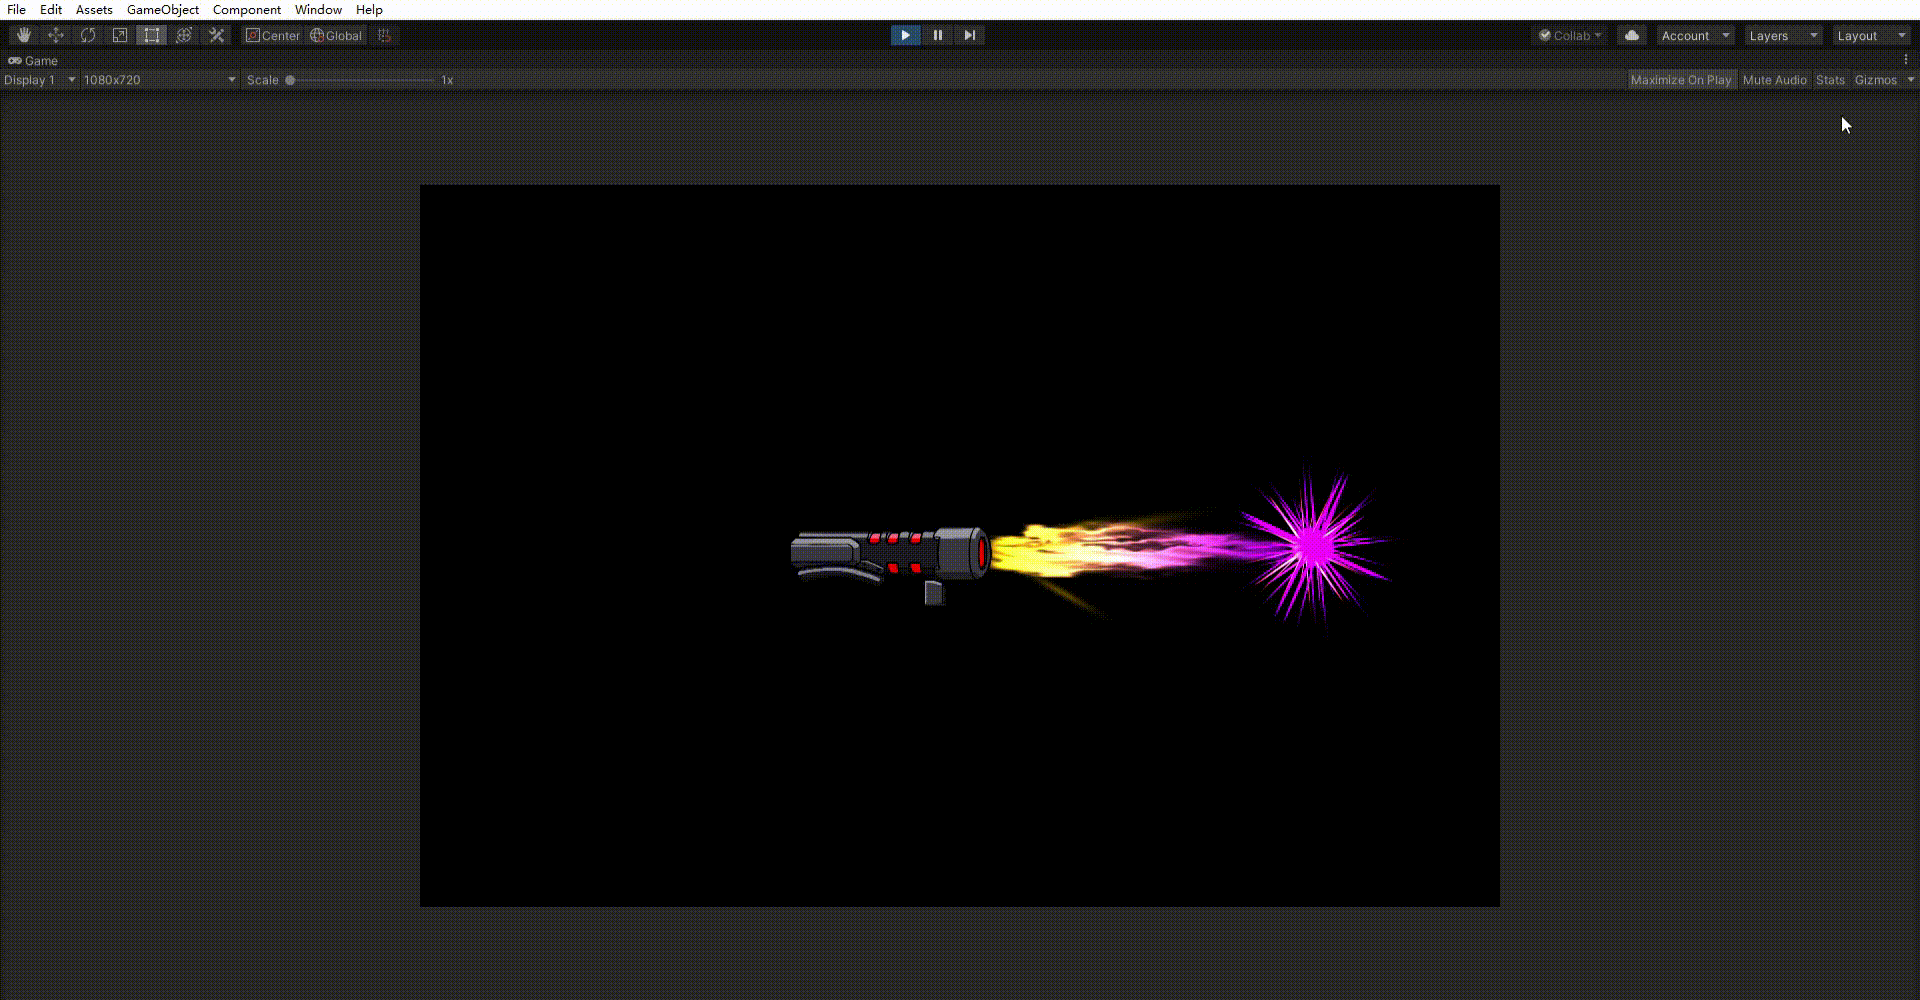 File Edit Assets GameObject Component Window Help
Center Global Collab Account Layers Layout
Game
Display 1 1080x720 Scale 1x Maximize On Play Mute Audio Stats Gizmos